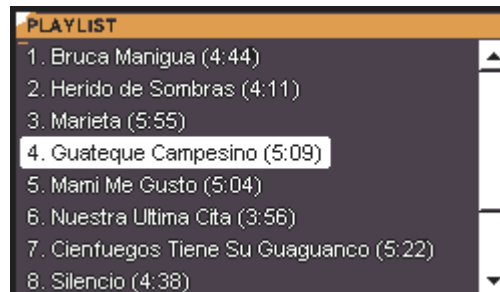 PLAYLIST
1. Bruca Manigua (4:44)
2. Herido de Sombras (4:11)
3. Marieta (5:55)
4. Guateque Campesino (5:09)
5. Mami Me Gusto (5:04)
6. Nuestra Ultima Cita (3:56)
7. Cienfuegos Tiene Su Guaguanco (5:22)
8. Silencio (4:38)